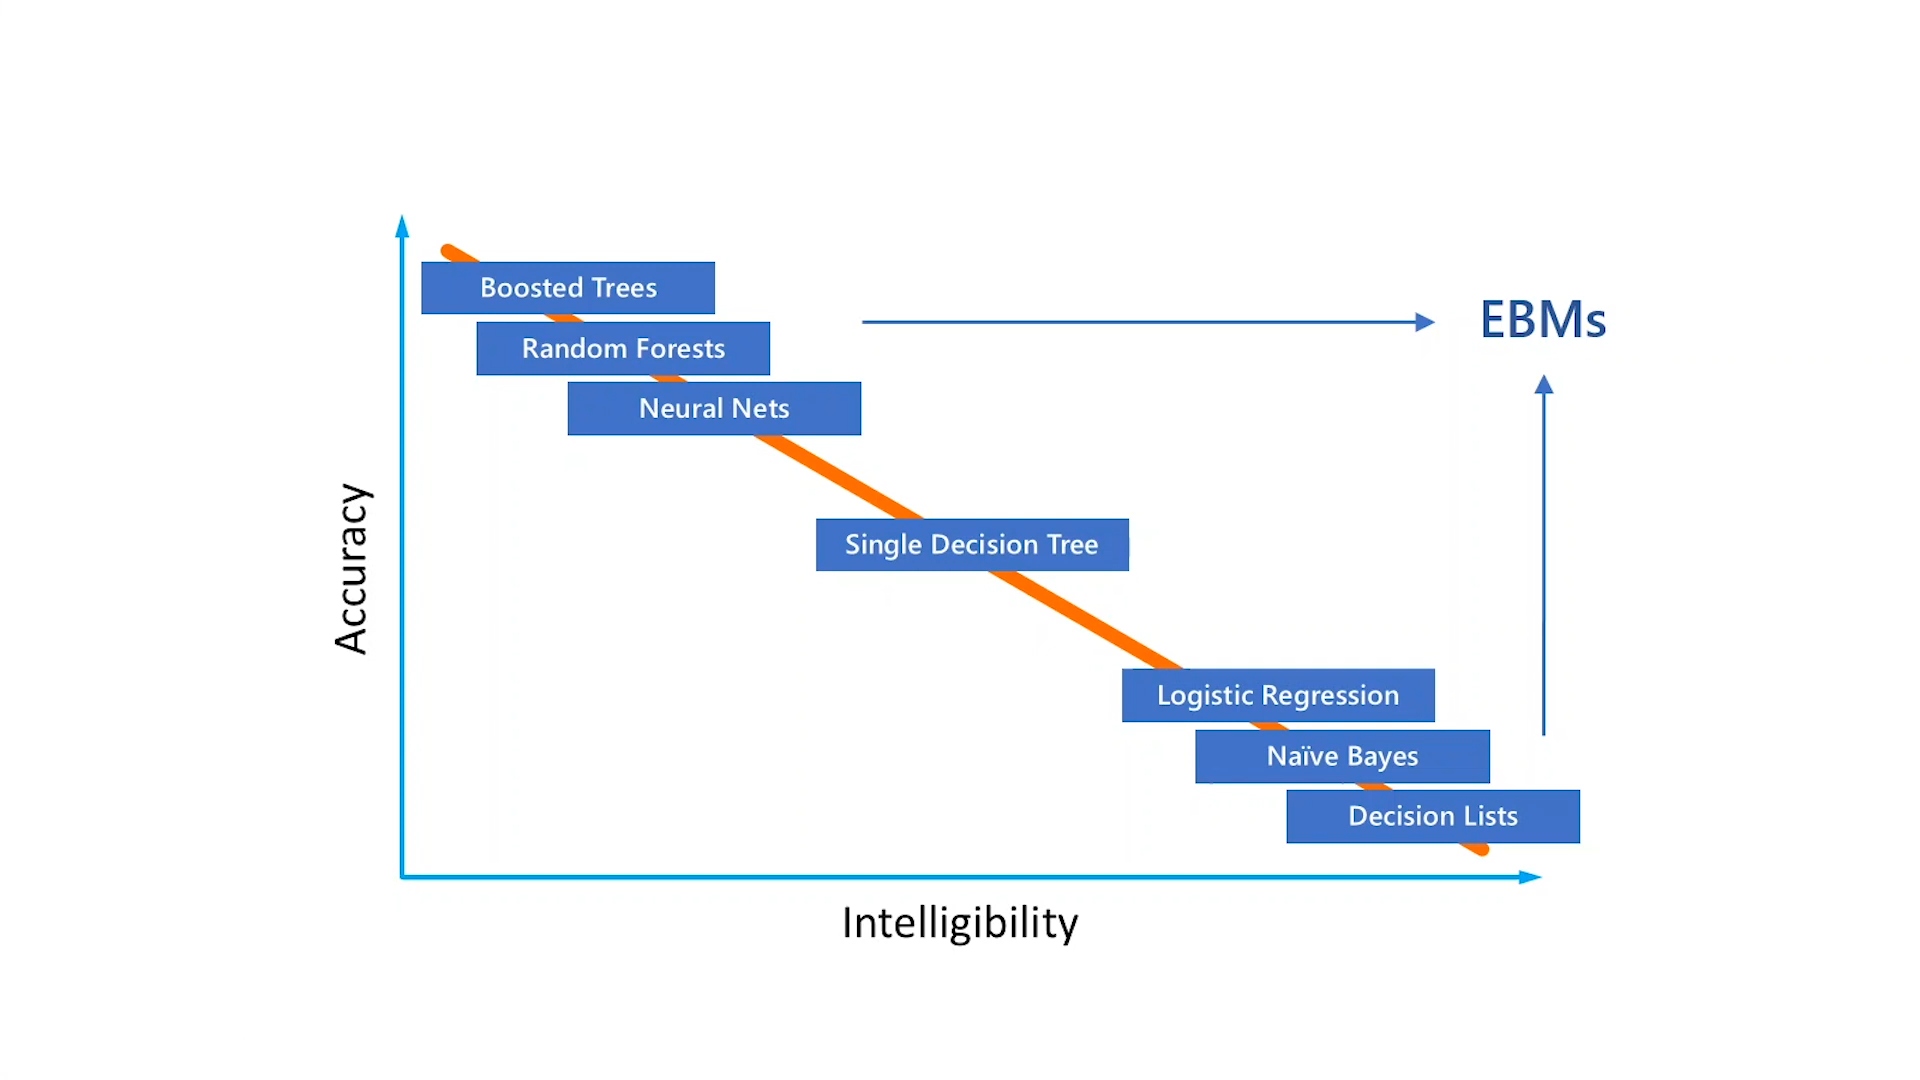 Boosted Trees
Random Forests
Neural Nets
EBMs
Single Decision Tree
Logistic Regression
Naïve Bayes
Decision Lists
Accuracy
Intelligibility